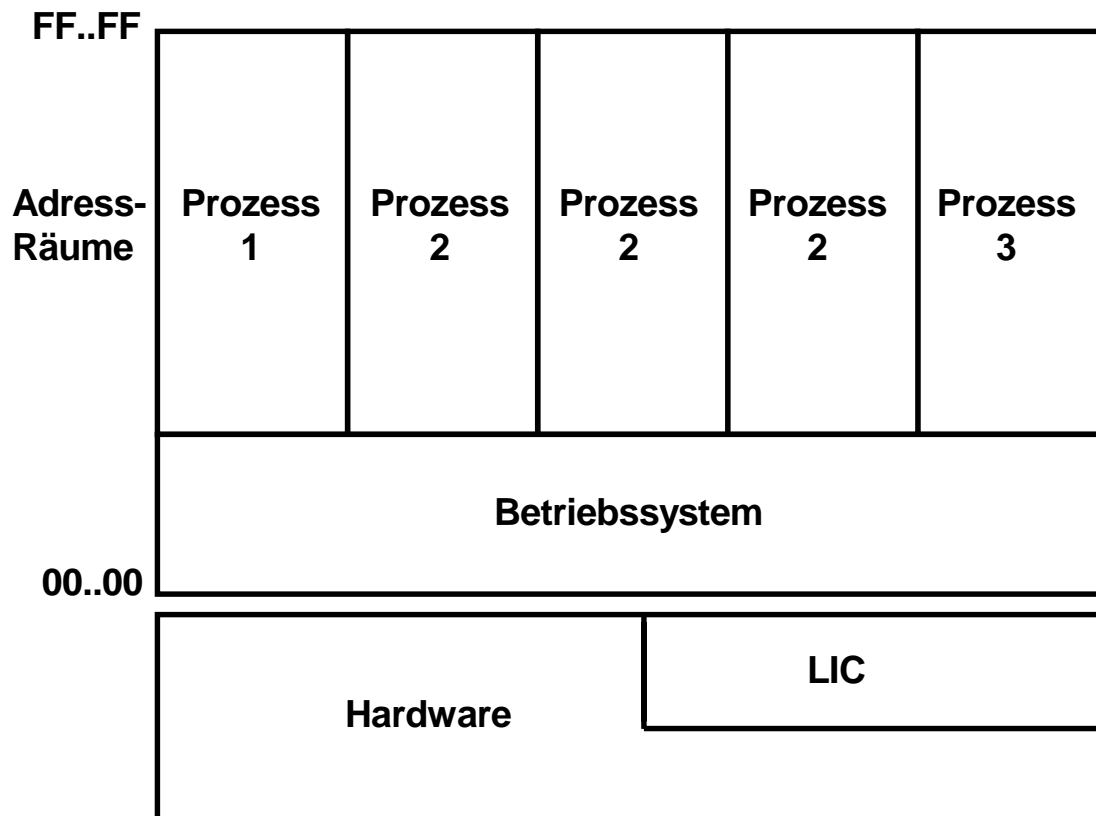 FF..FF
Adress-
Räume
Prozess
1
Prozess
2
Prozess
2
Prozess
2
Prozess
3
Betriebssystem
00..00
LIC
Hardware